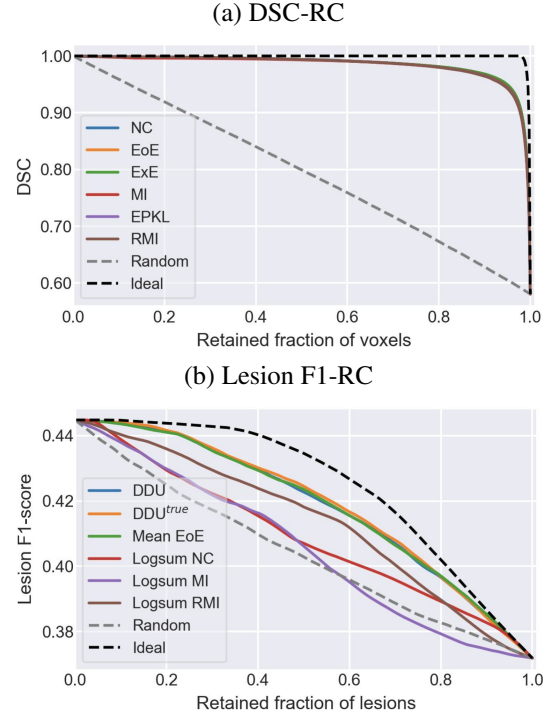 (a) DSC-RC
1.00
0.90
0.80
0.70
0.60
DSC
NC
EoE
ExE
MI
EPKL
RMI
Random
Ideal
0.0 0.2 0.4 0.6 0.8 1.0
Retained fraction of voxels
(b) Lesion F1-RC
0.44
0.42
0.40
0.38
Lesion F1-score
DDU
DDU^{true}
Mean EoE
Logsum NC
Logsum MI
Logsum RMI
Random
Ideal
0.0 0.2 0.4 0.6 0.8 1.0
Retained fraction of lesions